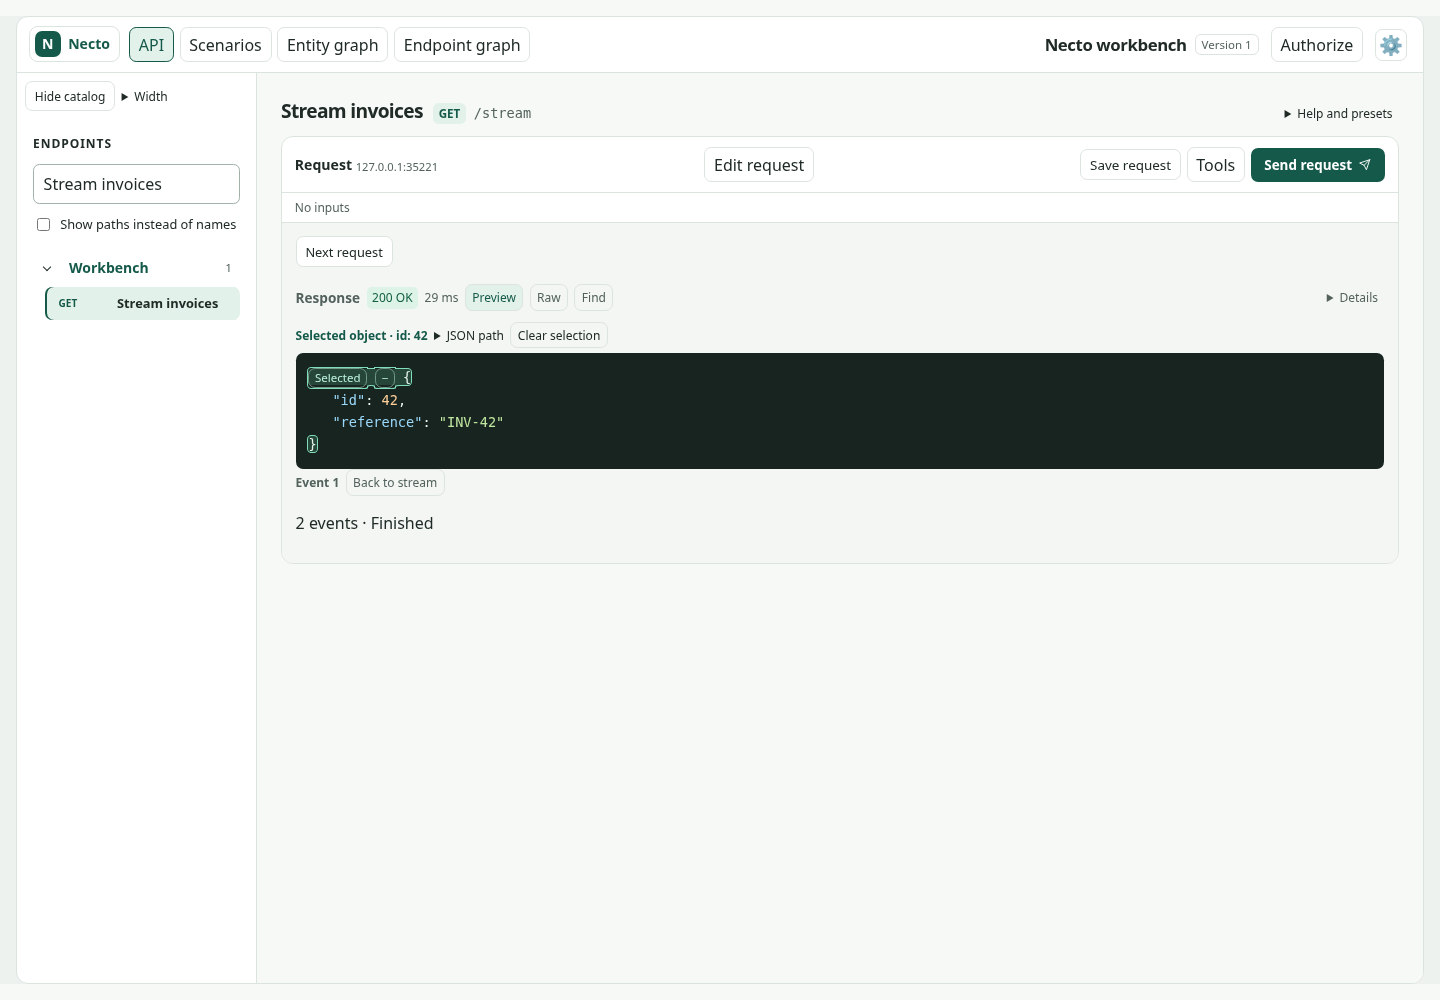 N Necto API Scenarios Entity graph Endpoint graph Necto workbench Version 1 Authorize
Hide catalog Width
ENDPOINTS
Stream invoices
Show paths instead of names
Workbench 1
GET Stream invoices
Stream invoices GET /stream Help and presets
Request 127.0.0.1:35221 Edit request Save request Tools Send request
No inputs
Next request
Response 200 OK 29 ms Preview Raw Find Details
Selected object · id: 42 JSON path Clear selection
Selected − {
"id": 42,
"reference": "INV-42"
}
Event 1 Back to stream
2 events · Finished